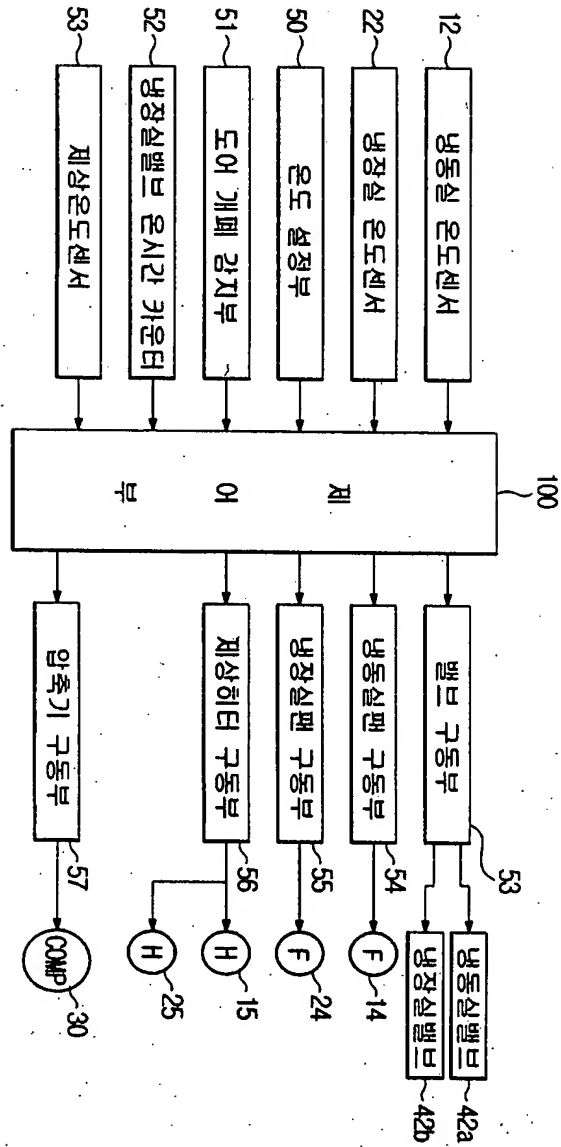 12
냉동실 온도센서
22
냉장실 온도센서
50
온도 설정부
51
도어 개폐 감지부
52
냉장실밸브 온시간 카운터
53
제상온도센서
100
제 어 부
밸브 구동부
53
냉동실밸브
42a
냉장실밸브
42b
냉동실팬 구동부
54
F
14
냉장실팬 구동부
55
F
24
제상히터 구동부
56
H
15
H
25
압축기 구동부
57
COMP
30